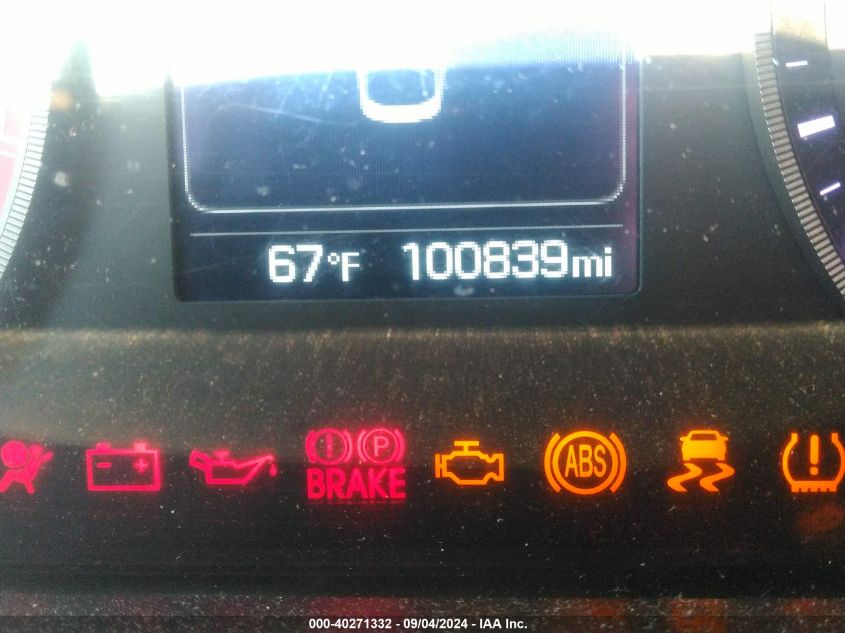 67°F 100839mi
! P
BRAKE
ABS
!
000-40271332 - 09/04/2024 - IAA Inc.